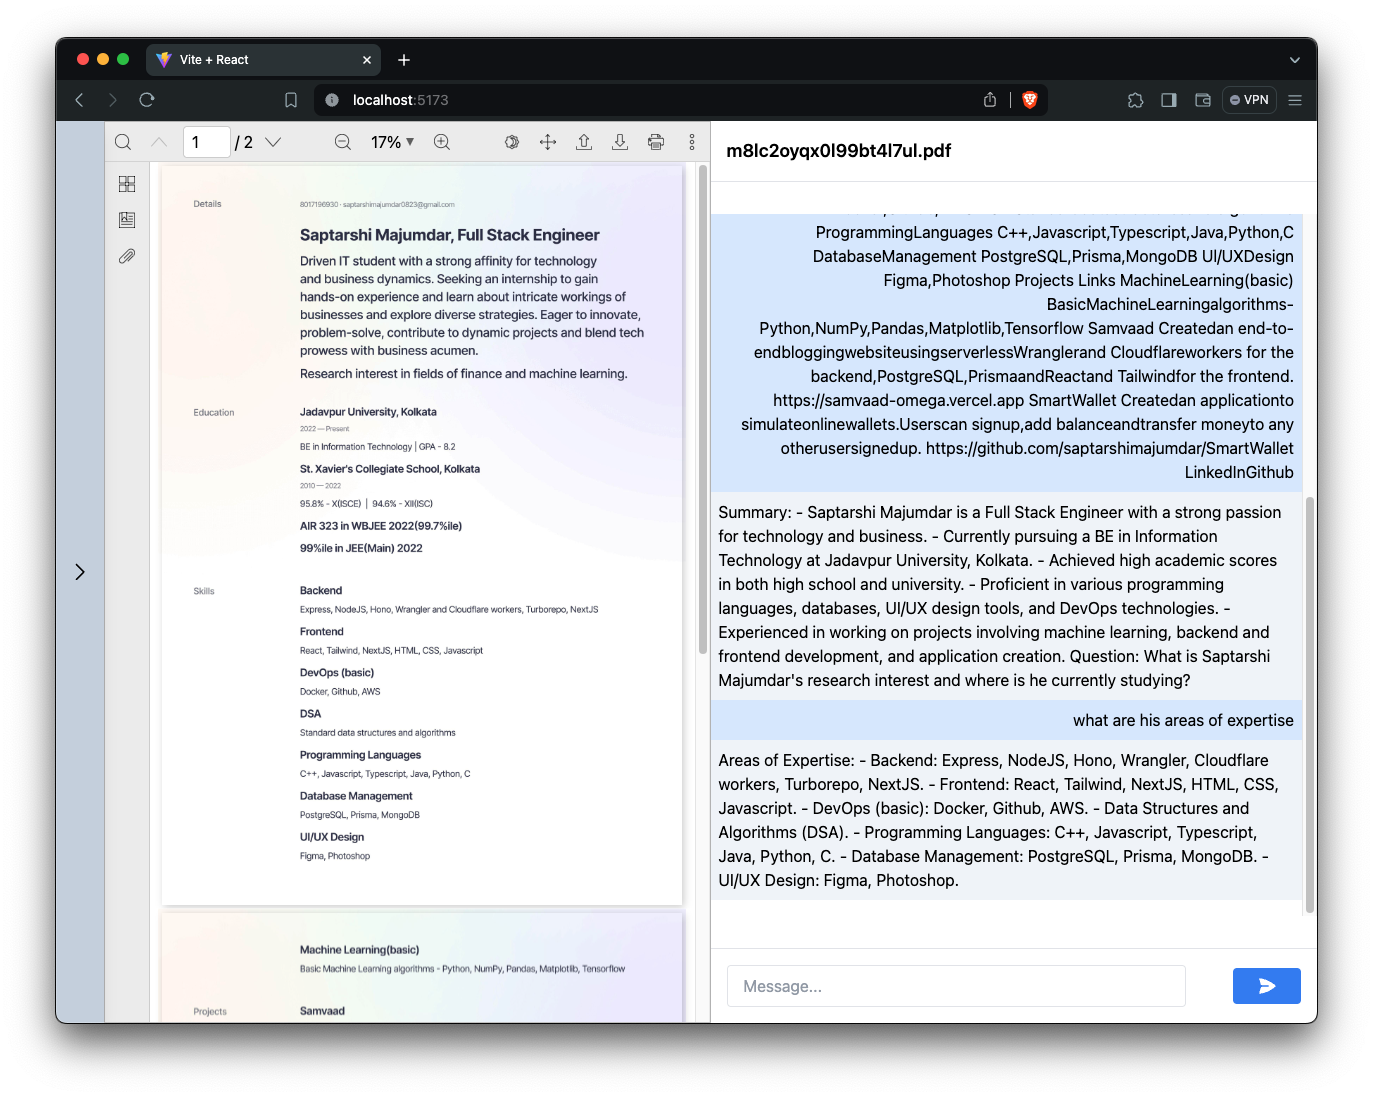 Vite + React
localhost:5173
VPN
1 / 2
17%
Details
8017196930 · saptarshimajumdar0823@gmail.com
Saptarshi Majumdar, Full Stack Engineer
Driven IT student with a strong affinity for technology
and business dynamics. Seeking an internship to gain
hands-on experience and learn about intricate workings of
businesses and explore diverse strategies. Eager to innovate,
problem-solve, contribute to dynamic projects and blend tech
prowess with business acumen.
Research interest in fields of finance and machine learning.
Education
Jadavpur University, Kolkata
2022 — Present
BE in Information Technology | GPA - 8.2
St. Xavier's Collegiate School, Kolkata
2010 — 2022
95.8% - X(ISCE) | 94.6% - XII(ISC)
AIR 323 in WBJEE 2022(99.7%ile)
99%ile in JEE(Main) 2022
Skills
Backend
Express, NodeJS, Hono, Wrangler and Cloudflare workers, Turborepo, NextJS
Frontend
React, Tailwind, NextJS, HTML, CSS, Javascript
DevOps (basic)
Docker, Github, AWS
DSA
Standard data structures and algorithms
Programming Languages
C++, Javascript, Typescript, Java, Python, C
Database Management
PostgreSQL, Prisma, MongoDB
UI/UX Design
Figma, Photoshop
Machine Learning(basic)
Basic Machine Learning algorithms - Python, NumPy, Pandas, Matplotlib, Tensorflow
Projects
Samvaad
m8lc2oyqx0l99bt4l7ul.pdf
ProgrammingLanguages C++,Javascript,Typescript,Java,Python,C
DatabaseManagement PostgreSQL,Prisma,MongoDB UI/UXDesign
Figma,Photoshop Projects Links MachineLearning(basic)
BasicMachineLearningalgorithms-
Python,NumPy,Pandas,Matplotlib,Tensorflow Samvaad Createdan end-to-
endbloggingwebsiteusingserverlessWranglerand Cloudflareworkers for the
backend,PostgreSQL,PrismaandReactand Tailwindfor the frontend.
https://samvaad-omega.vercel.app SmartWallet Createdan applicationto
simulateonlinewallets.Userscan signup,add balanceandtransfer moneyto any
otherusersignedup. https://github.com/saptarshimajumdar/SmartWallet
LinkedInGithub
Summary: - Saptarshi Majumdar is a Full Stack Engineer with a strong passion
for technology and business. - Currently pursuing a BE in Information
Technology at Jadavpur University, Kolkata. - Achieved high academic scores
in both high school and university. - Proficient in various programming
languages, databases, UI/UX design tools, and DevOps technologies. -
Experienced in working on projects involving machine learning, backend and
frontend development, and application creation. Question: What is Saptarshi
Majumdar's research interest and where is he currently studying?
what are his areas of expertise
Areas of Expertise: - Backend: Express, NodeJS, Hono, Wrangler, Cloudflare
workers, Turborepo, NextJS. - Frontend: React, Tailwind, NextJS, HTML, CSS,
Javascript. - DevOps (basic): Docker, Github, AWS. - Data Structures and
Algorithms (DSA). - Programming Languages: C++, Javascript, Typescript,
Java, Python, C. - Database Management: PostgreSQL, Prisma, MongoDB. -
UI/UX Design: Figma, Photoshop.
Message...